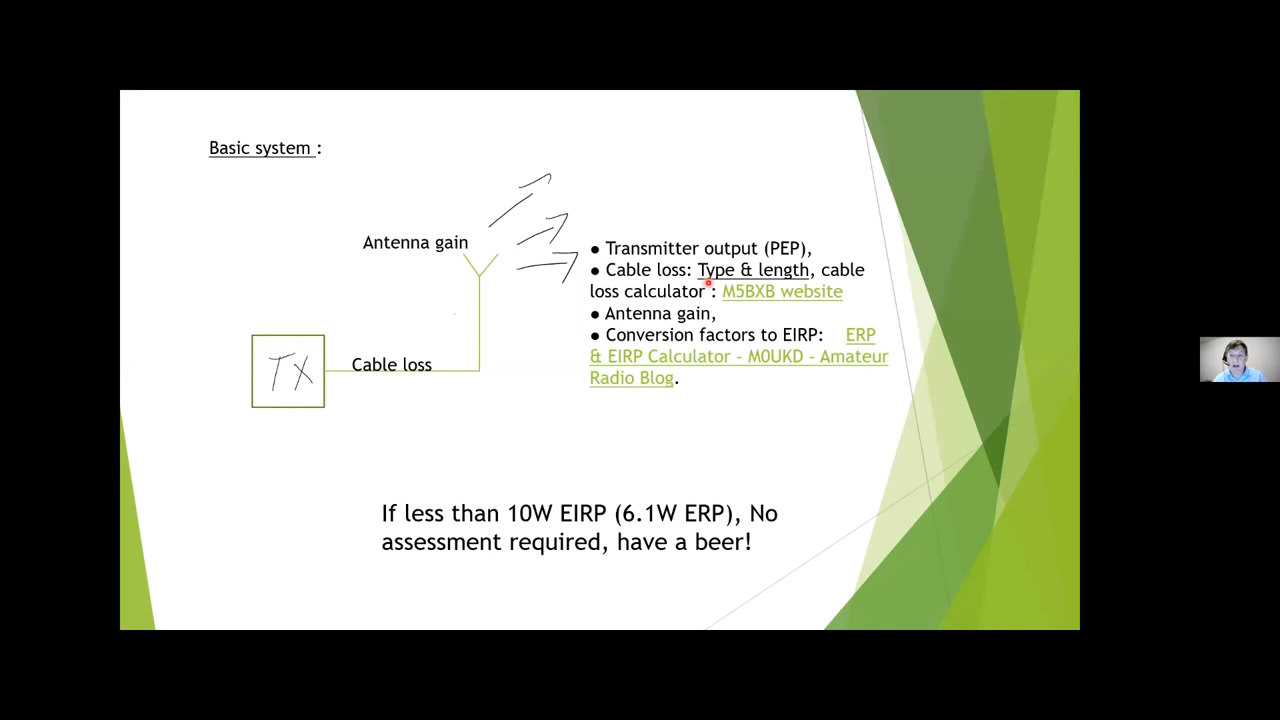 Basic system :
Antenna gain
TX
Cable loss
● Transmitter output (PEP),
● Cable loss: Type & length, cable
loss calculator : M5BXB website
● Antenna gain,
● Conversion factors to EIRP: ERP
& EIRP Calculator - M0UKD - Amateur
Radio Blog.
If less than 10W EIRP (6.1W ERP), No
assessment required, have a beer!